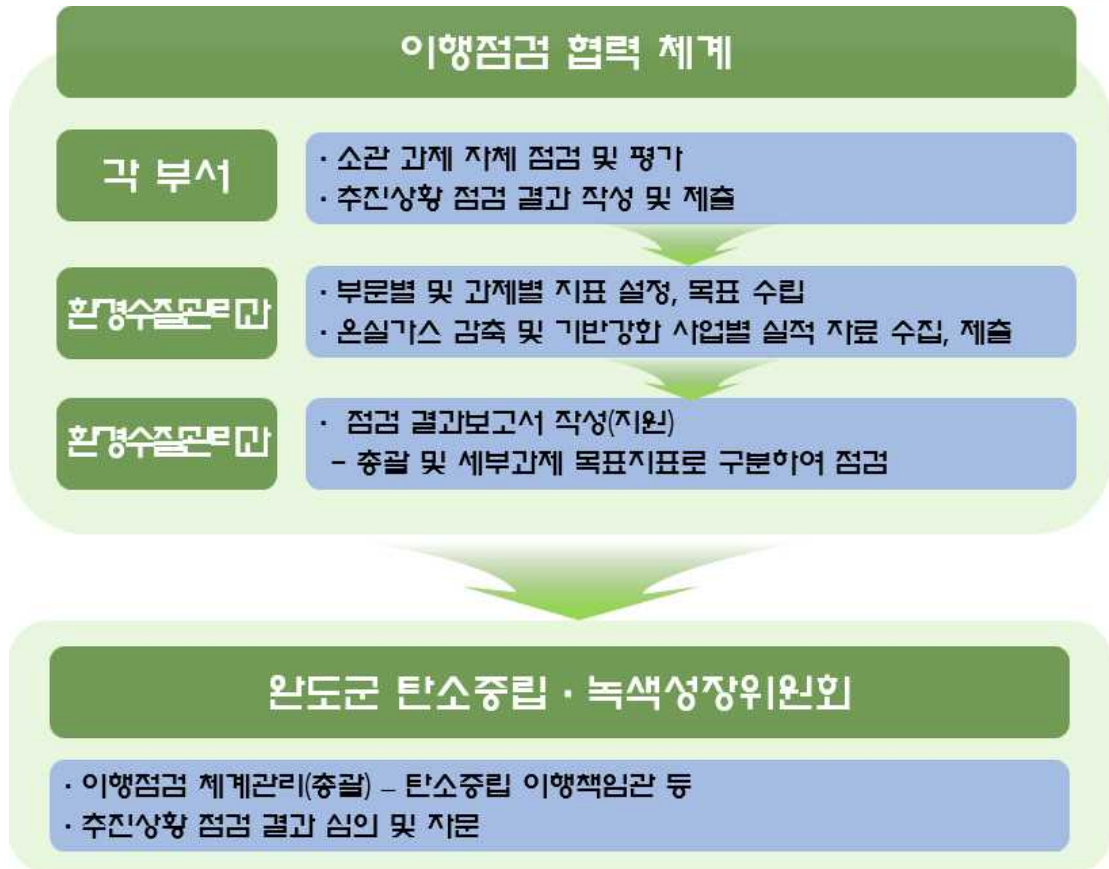 이행점검 협력 체계
각 부서
· 소관 과제 자체 점검 및 평가
· 추진상황 점검 결과 작성 및 제출
환경수질관리과
· 부문별 및 과제별 지표 설정, 목표 수립
· 온실가스 감축 및 기반강화 사업별 실적 자료 수집, 제출
환경수질관리과
· 점검 결과보고서 작성(지원)
– 총괄 및 세부과제 목표지표로 구분하여 점검
완도군 탄소중립 · 녹색성장위원회
· 이행점검 체계관리(총괄) – 탄소중립 이행책임관 등
· 추진상황 점검 결과 심의 및 자문